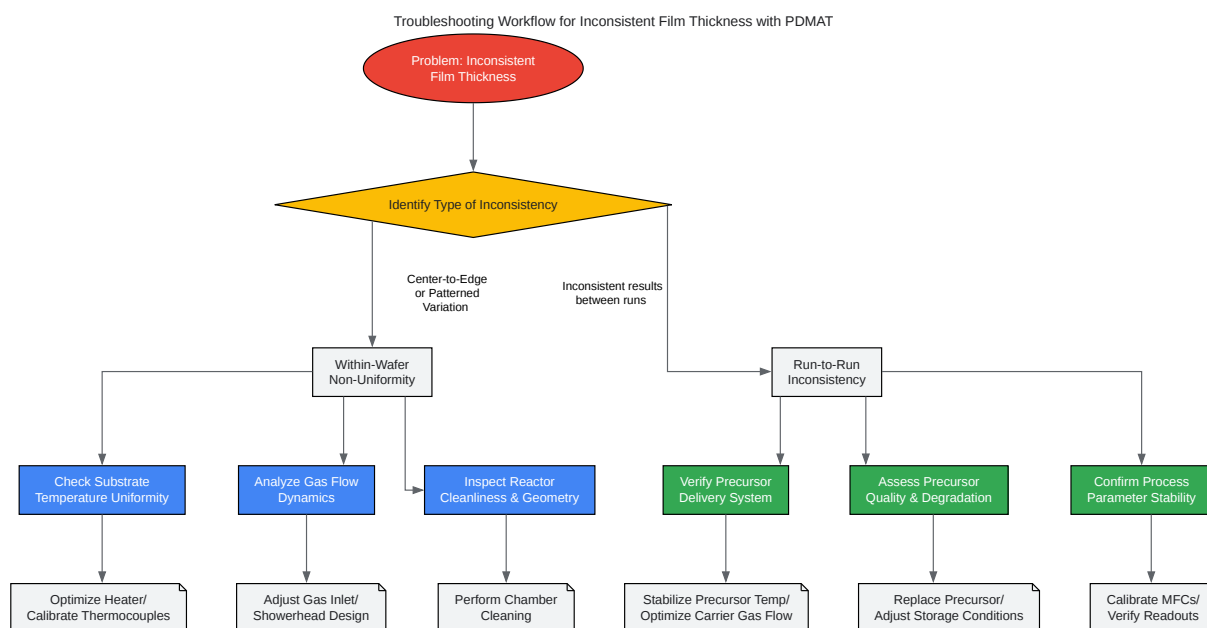 Troubleshooting Workflow for Inconsistent Film Thickness with PDMAT
Problem: Inconsistent
Film Thickness
Identify Type of Inconsistency
Center-to-Edge
or Patterned
Variation
Inconsistent results
between runs
Within-Wafer
Non-Uniformity
Run-to-Run
Inconsistency
Check Substrate
Temperature Uniformity
Analyze Gas Flow
Dynamics
Inspect Reactor
Cleanliness & Geometry
Verify Precursor
Delivery System
Assess Precursor
Quality & Degradation
Confirm Process
Parameter Stability
Optimize Heater/
Calibrate Thermocouples
Adjust Gas Inlet/
Showerhead Design
Perform Chamber
Cleaning
Stabilize Precursor Temp/
Optimize Carrier Gas Flow
Replace Precursor/
Adjust Storage Conditions
Calibrate MFCs/
Verify Readouts